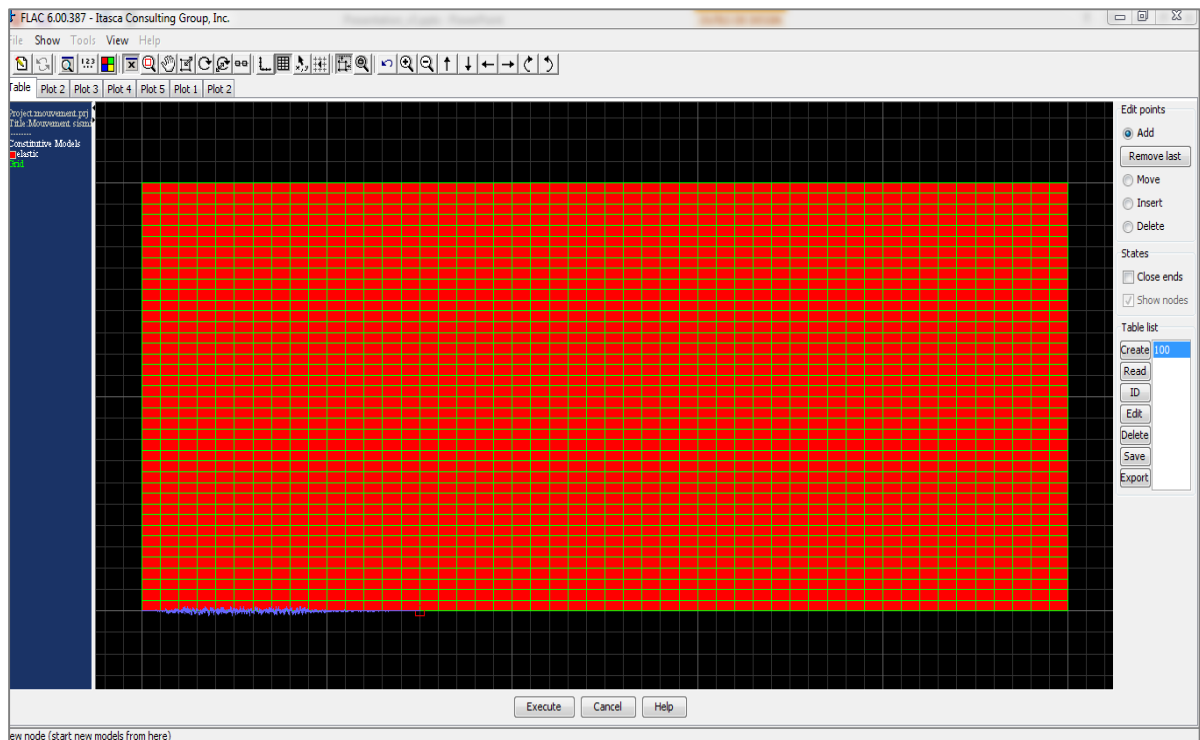 FLAC 6.00.387 - Itasca Consulting Group, Inc.
File Show Tools View Help
Table Plot 2 Plot 3 Plot 4 Plot 5 Plot 1 Plot 2
Project:mouvement.prj
Title:Mouvement sism
Constitutive Models
elastic
Grid
Edit points
Add
Remove last
Move
Insert
Delete
States
Close ends
Show nodes
Table list
Create 100
Read
ID
Edit
Delete
Save
Export
Execute Cancel Help
ew node (start new models from here)